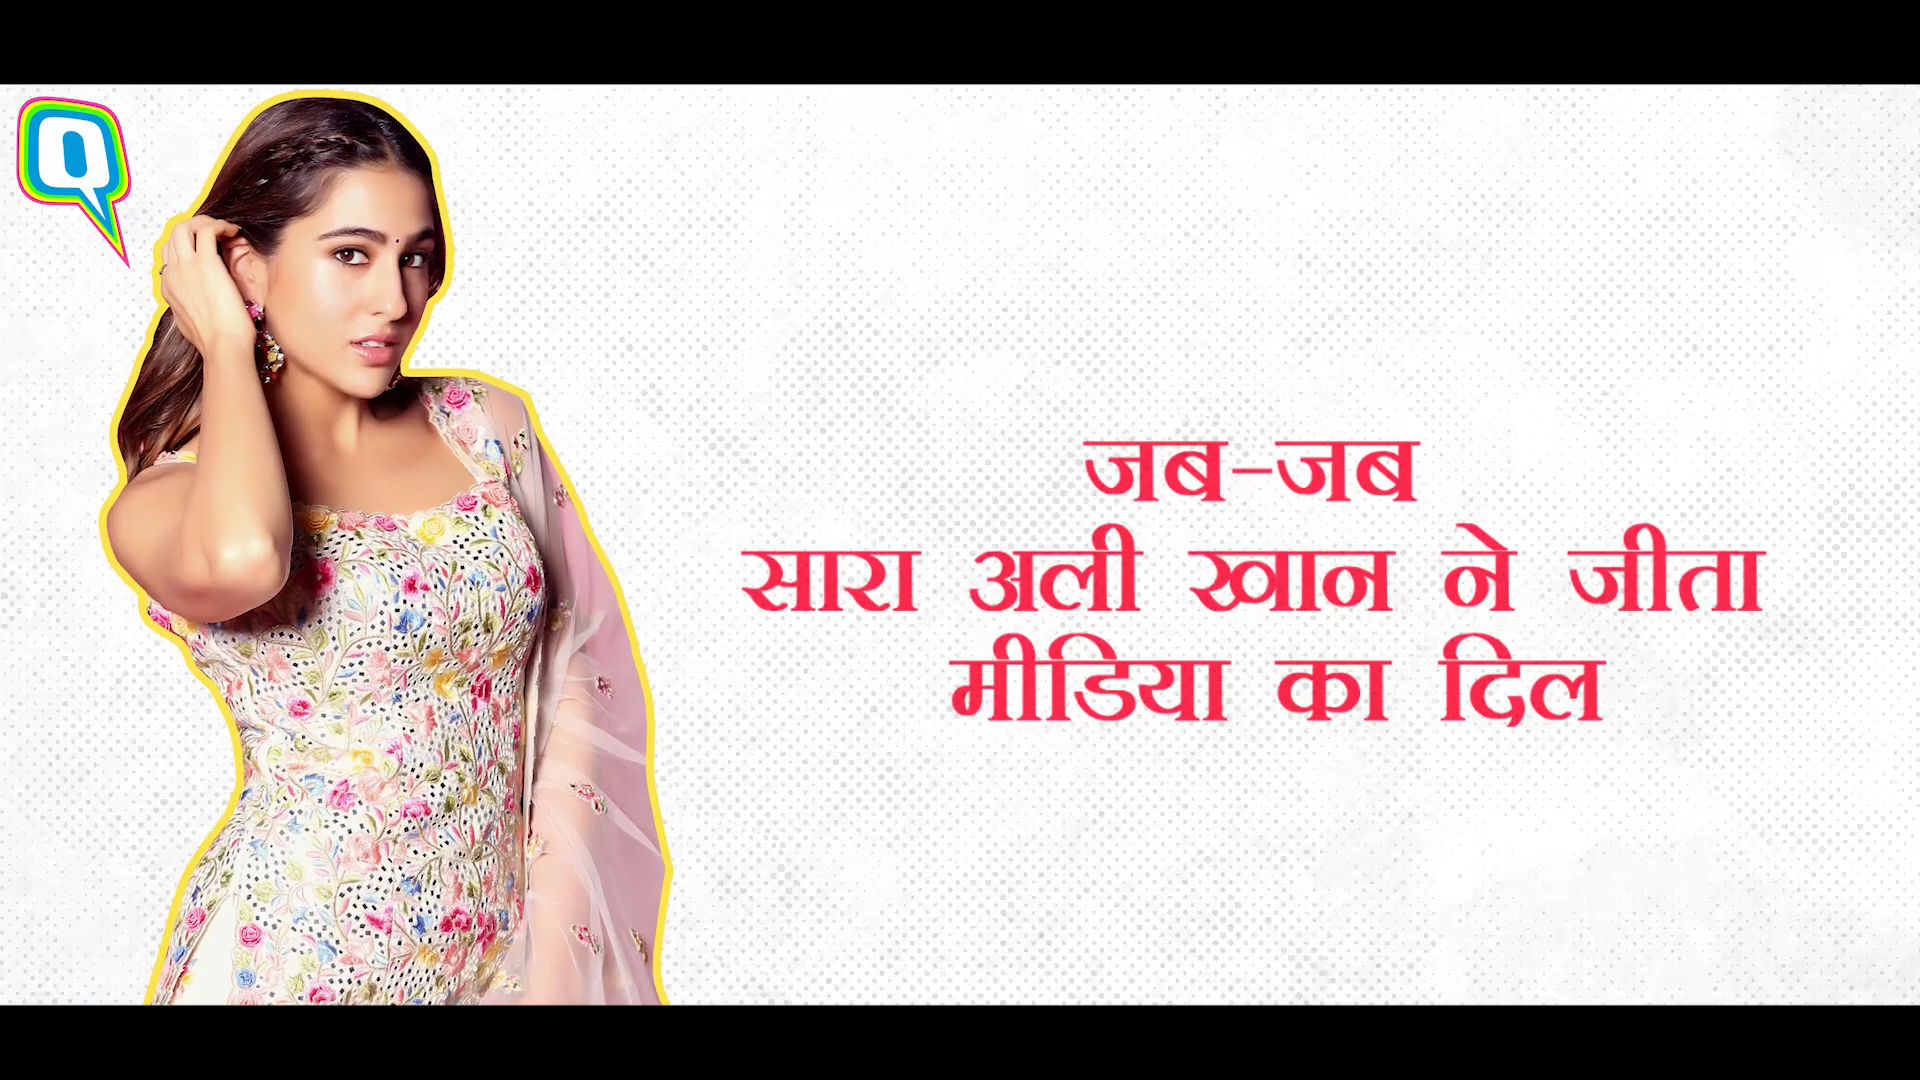 Q
जब-जब
सारा अली खान ने जीता
मीडिया का दिल